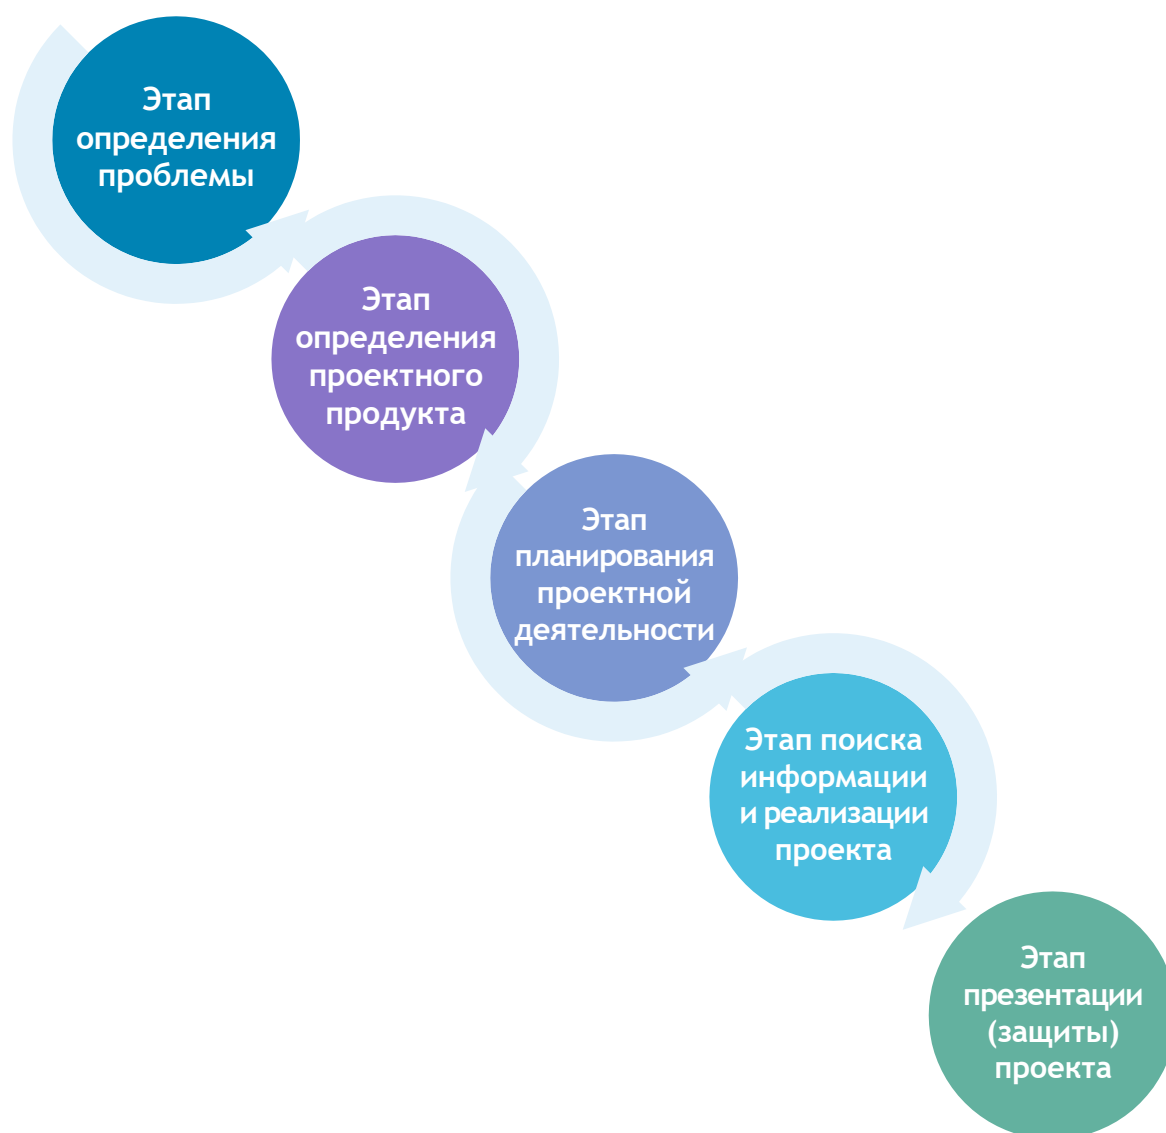 Этап
определения
проблемы
Этап
определения
проектного
продукта
Этап
планирования
проектной
деятельности
Этап поиска
информации
и реализации
проекта
Этап
презентации
(защиты)
проекта